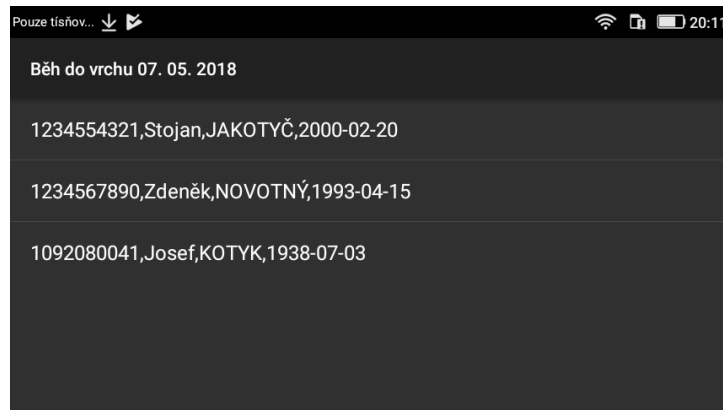 Pouze tísňov... 20:11
Běh do vrchu 07. 05. 2018
1234554321,Stojan,JAKOTYČ,2000-02-20
1234567890,Zdeněk,NOVOTNÝ,1993-04-15
1092080041,Josef,KOTYK,1938-07-03